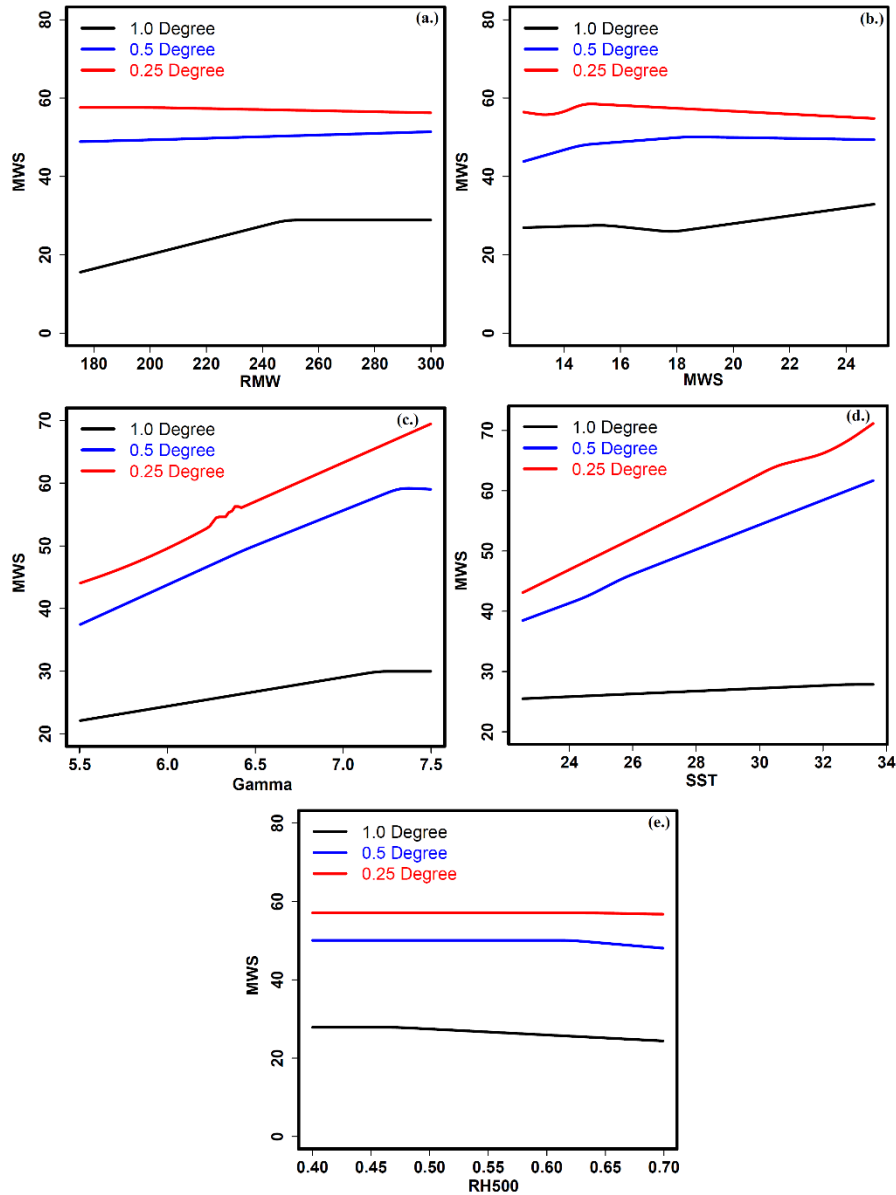 (a.)
1.0 Degree
0.5 Degree
0.25 Degree
MWS
0 20 40 60 80
180 200 220 240 260 280 300
RMW
(b.)
1.0 Degree
0.5 Degree
0.25 Degree
MWS
0 20 40 60 80
14 16 18 20 22 24
MWS
(c.)
1.0 Degree
0.5 Degree
0.25 Degree
MWS
20 30 40 50 60 70
5.5 6.0 6.5 7.0 7.5
Gamma
(d.)
1.0 Degree
0.5 Degree
0.25 Degree
MWS
20 30 40 50 60 70
24 26 28 30 32 34
SST
(e.)
1.0 Degree
0.5 Degree
0.25 Degree
MWS
0 20 40 60 80
0.40 0.45 0.50 0.55 0.60 0.65 0.70
RH500